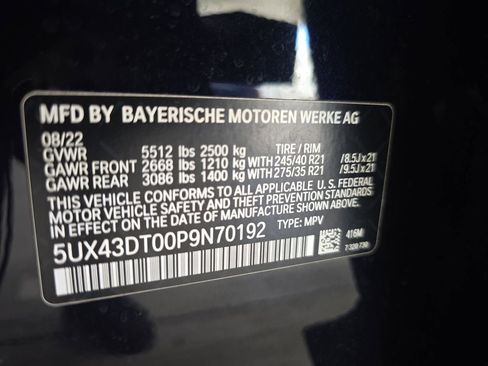 MFD BY BAYERISCHE MOTOREN WERKE AG
08/22
GVWR 5512 lbs 2500 kg TIRE / RIM
GAWR FRONT 2668 lbs 1210 kg WITH 245/40 R21 / 8.5J x 21
GAWR REAR 3086 lbs 1400 kg WITH 275/35 R21 / 9.5J x 21
THIS VEHICLE CONFORMS TO ALL APPLICABLE U. S. FEDERAL
MOTOR VEHICLE SAFETY AND THEFT PREVENTION STANDARDS
IN EFFECT ON THE DATE OF MANUFACTURE SHOWN ABOVE.
5UX43DT00P9N70192 TYPE: MPV
416M
7 320 730